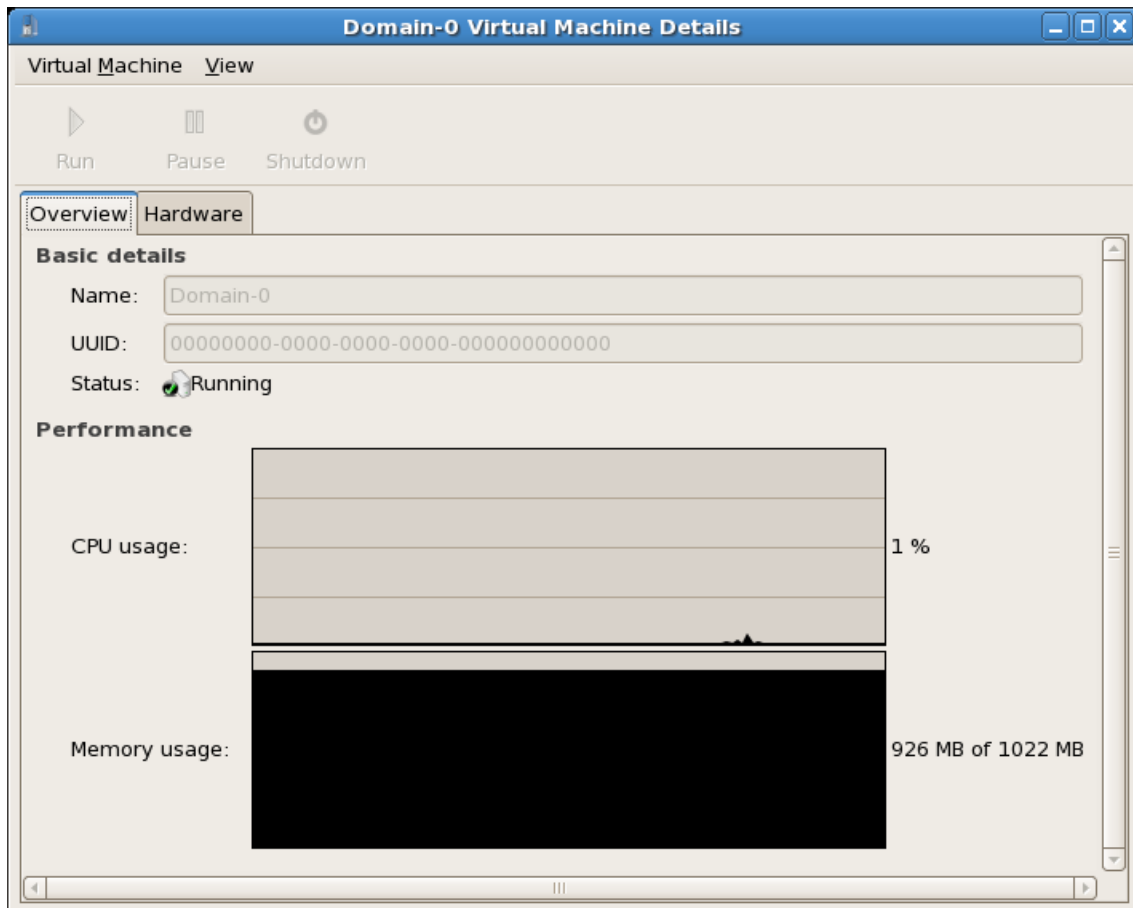 Domain-0 Virtual Machine Details
Virtual Machine View
Run Pause Shutdown
Overview Hardware
Basic details
Name: Domain-0
UUID: 00000000-0000-0000-0000-000000000000
Status: Running
Performance
CPU usage: 1 %
Memory usage: 926 MB of 1022 MB